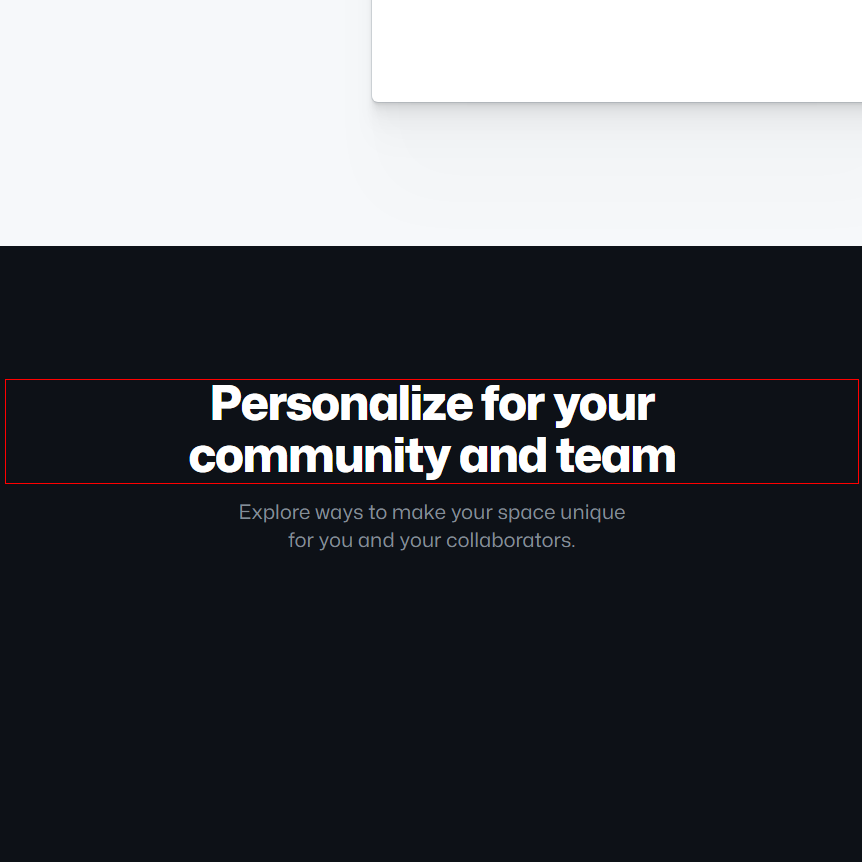 Personalize for your
community and team
Explore ways to make your space unique
for you and your collaborators.